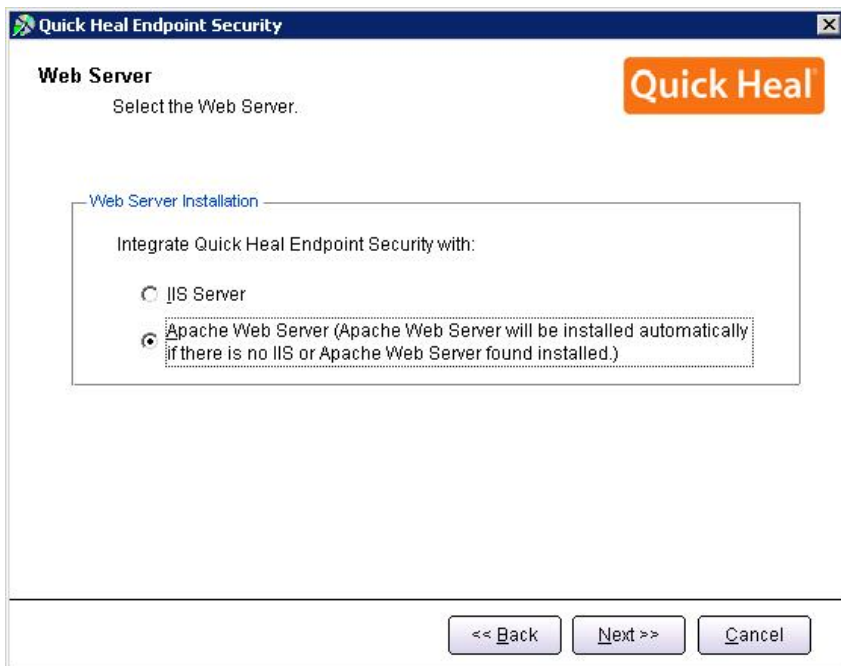 Quick Heal Endpoint Security
Web Server
Select the Web Server.
Quick Heal
Web Server Installation
Integrate Quick Heal Endpoint Security with:
IIS Server
Apache Web Server (Apache Web Server will be installed automatically
if there is no IIS or Apache Web Server found installed.)
<< Back
Next >>
Cancel